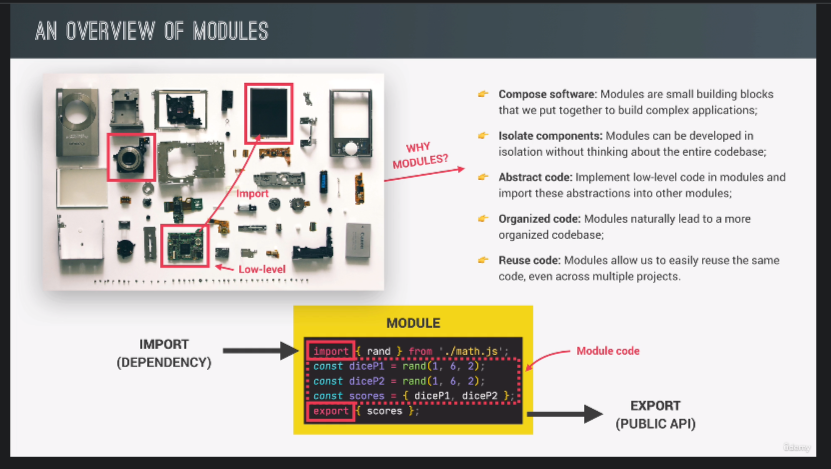 AN OVERVIEW OF MODULES
Import
Low-level
WHY
MODULES?
👉 Compose software: Modules are small building blocks
that we put together to build complex applications;
👉 Isolate components: Modules can be developed in
isolation without thinking about the entire codebase;
👉 Abstract code: Implement low-level code in modules and
import these abstractions into other modules;
👉 Organized code: Modules naturally lead to a more
organized codebase;
👉 Reuse code: Modules allow us to easily reuse the same
code, even across multiple projects.
IMPORT
(DEPENDENCY)
MODULE
import { rand } from './math.js';
const diceP1 = rand(1, 6, 2);
const diceP2 = rand(1, 6, 2);
const scores = { diceP1, diceP2 };
export { scores };
Module code
EXPORT
(PUBLIC API)
Udemy